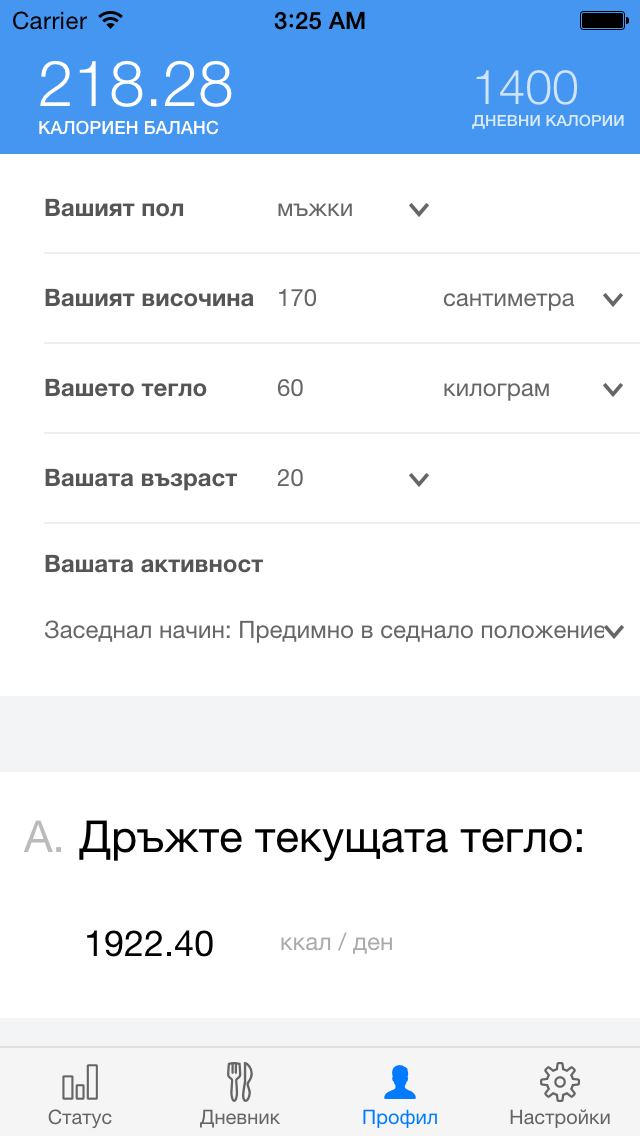 Carrier 3:25 AM
218.28 1400
КАЛОРИЕН БАЛАНС ДНЕВНИ КАЛОРИИ
Вашият пол мъжки
Вашият височина 170 сантиметра
Вашето тегло 60 килограм
Вашата възраст 20
Вашата активност
Заседнал начин: Предимно в седнало положение
А. Дръжте текущата тегло:
1922.40 ккал / ден
Статус Дневник Профил Настройки